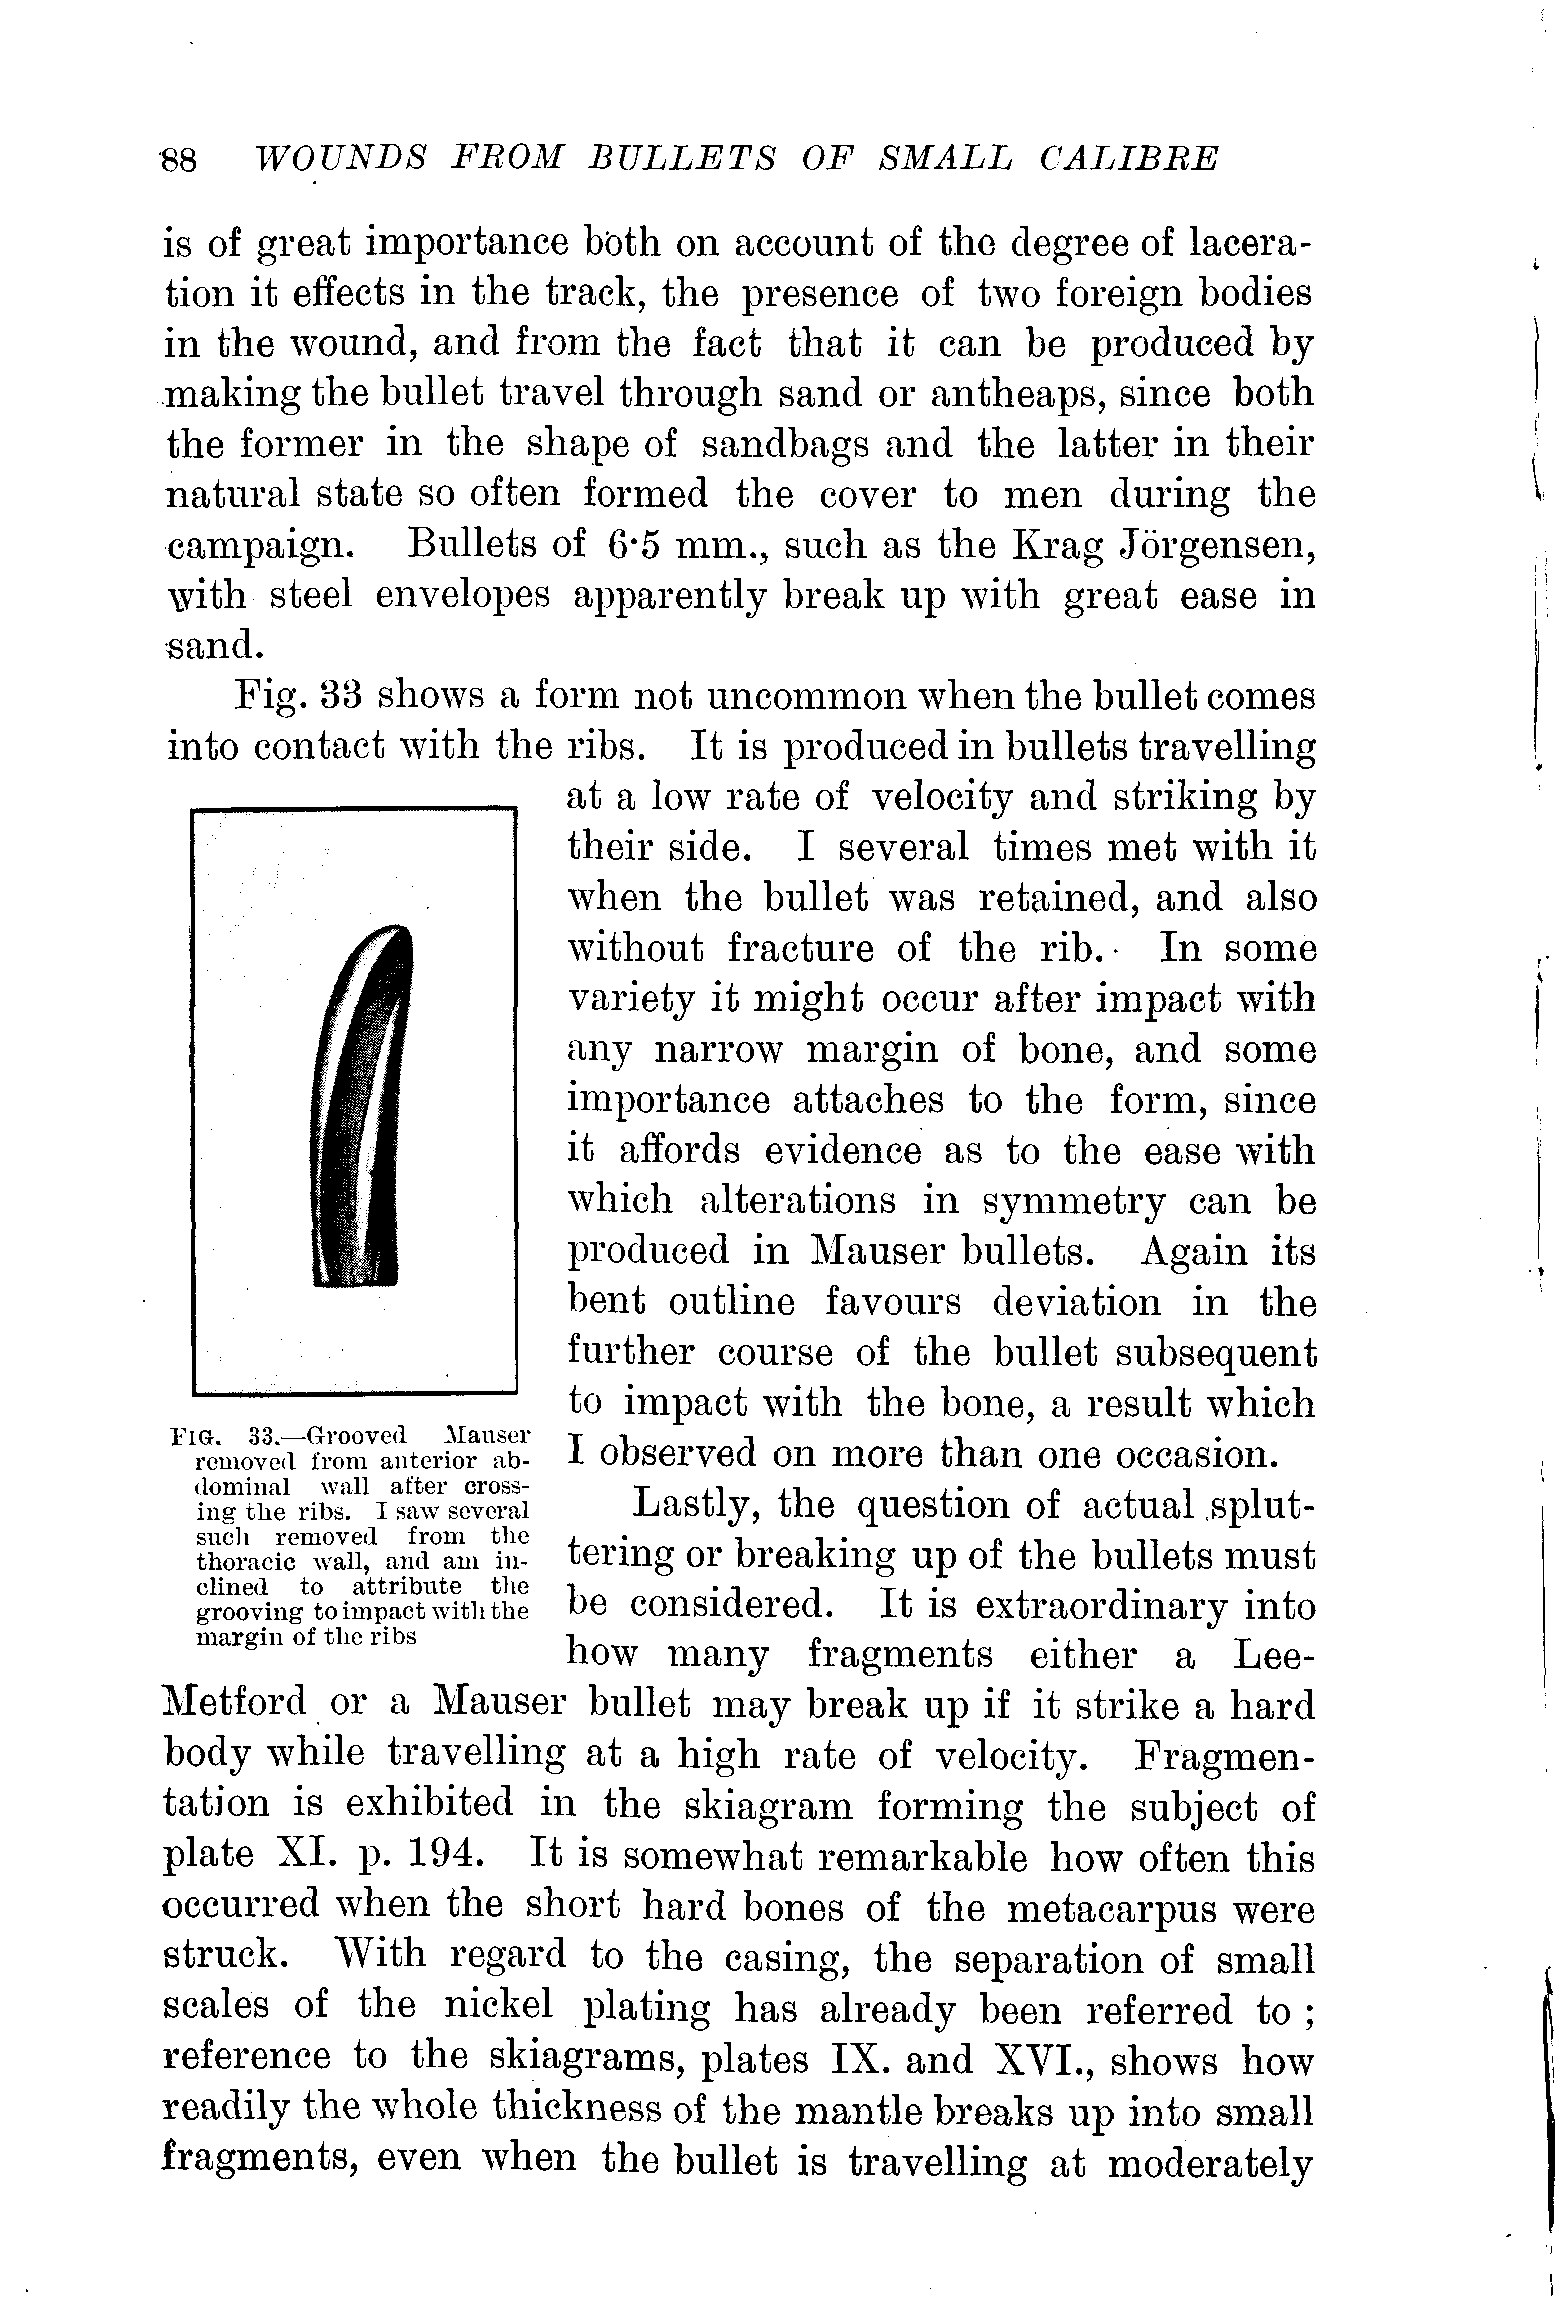 88 WOUNDS FROM BULLETS OF SMALL CALIBRE
is of great importance both on account of the degree of lacera-
tion it effects in the track, the presence of two foreign bodies
in the wound, and from the fact that it can be produced by
making the bullet travel through sand or antheaps, since both
the former in the shape of sandbags and the latter in their
natural state so often formed the cover to men during the
campaign. Bullets of 6·5 mm., such as the Krag Jörgensen,
with steel envelopes apparently break up with great ease in
sand.
Fig. 33 shows a form not uncommon when the bullet comes
into contact with the ribs. It is produced in bullets travelling
at a low rate of velocity and striking by
their side. I several times met with it
when the bullet was retained, and also
without fracture of the rib. In some
variety it might occur after impact with
any narrow margin of bone, and some
importance attaches to the form, since
it affords evidence as to the ease with
which alterations in symmetry can be
produced in Mauser bullets. Again its
bent outline favours deviation in the
further course of the bullet subsequent
to impact with the bone, a result which
I observed on more than one occasion.
FIG. 33.—Grooved Mauser
removed from anterior ab-
dominal wall after cross-
ing the ribs. I saw several
such removed from the
thoracic wall, and am in-
clined to attribute the
grooving to impact with the
margin of the ribs
Lastly, the question of actual splut-
tering or breaking up of the bullets must
be considered. It is extraordinary into
how many fragments either a Lee-
Metford or a Mauser bullet may break up if it strike a hard
body while travelling at a high rate of velocity. Fragmen-
tation is exhibited in the skiagram forming the subject of
plate XI. p. 194. It is somewhat remarkable how often this
occurred when the short hard bones of the metacarpus were
struck. With regard to the casing, the separation of small
scales of the nickel plating has already been referred to ;
reference to the skiagrams, plates IX. and XVI., shows how
readily the whole thickness of the mantle breaks up into small
fragments, even when the bullet is travelling at moderately